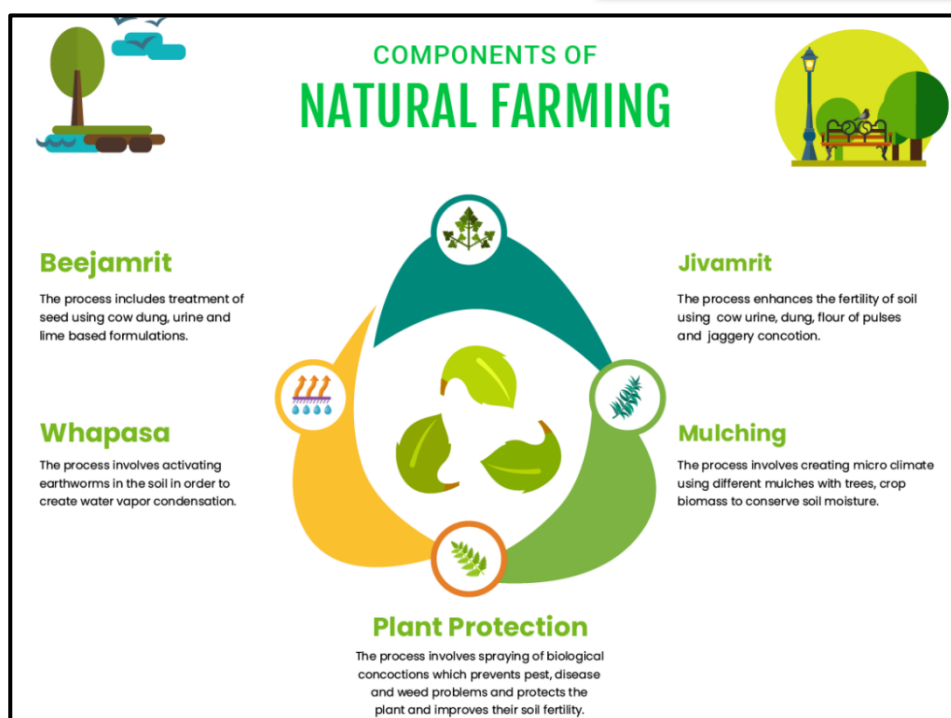 COMPONENTS OF
NATURAL FARMING
Beejamrit
The process includes treatment of
seed using cow dung, urine and
lime based formulations.
Jivamrit
The process enhances the fertility of soil
using cow urine, dung, flour of pulses
and jaggery concotion.
Whapasa
The process involves activating
earthworms in the soil in order to
create water vapor condensation.
Mulching
The process involves creating micro climate
using different mulches with trees, crop
biomass to conserve soil moisture.
Plant Protection
The process involves spraying of biological
concoctions which prevents pest, disease
and weed problems and protects the
plant and improves their soil fertility.